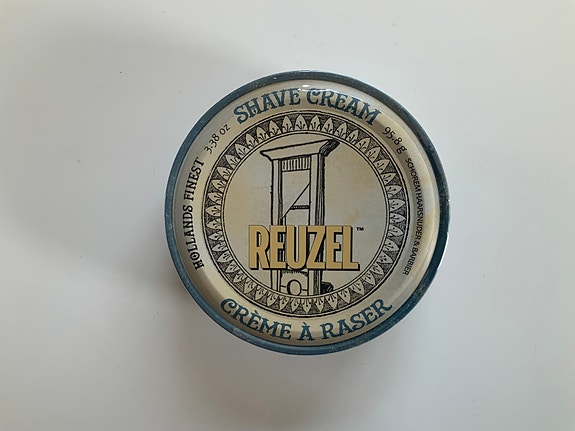 SHAVE CREAM
HOLLANDS FINEST 3.38 oz
95.8 g SCHOREM HAARSNIJDER & BARBIER
REUZEL™
CRÈME À RASER